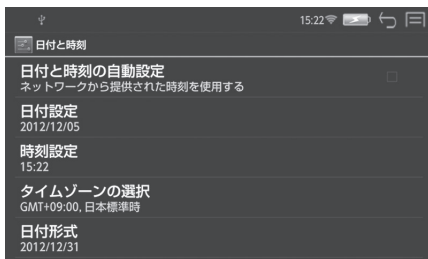 15:22
日付と時刻
日付と時刻の自動設定
ネットワークから提供された時刻を使用する
日付設定
2012/12/05
時刻設定
15:22
タイムゾーンの選択
GMT+09:00, 日本標準時
日付形式
2012/12/31